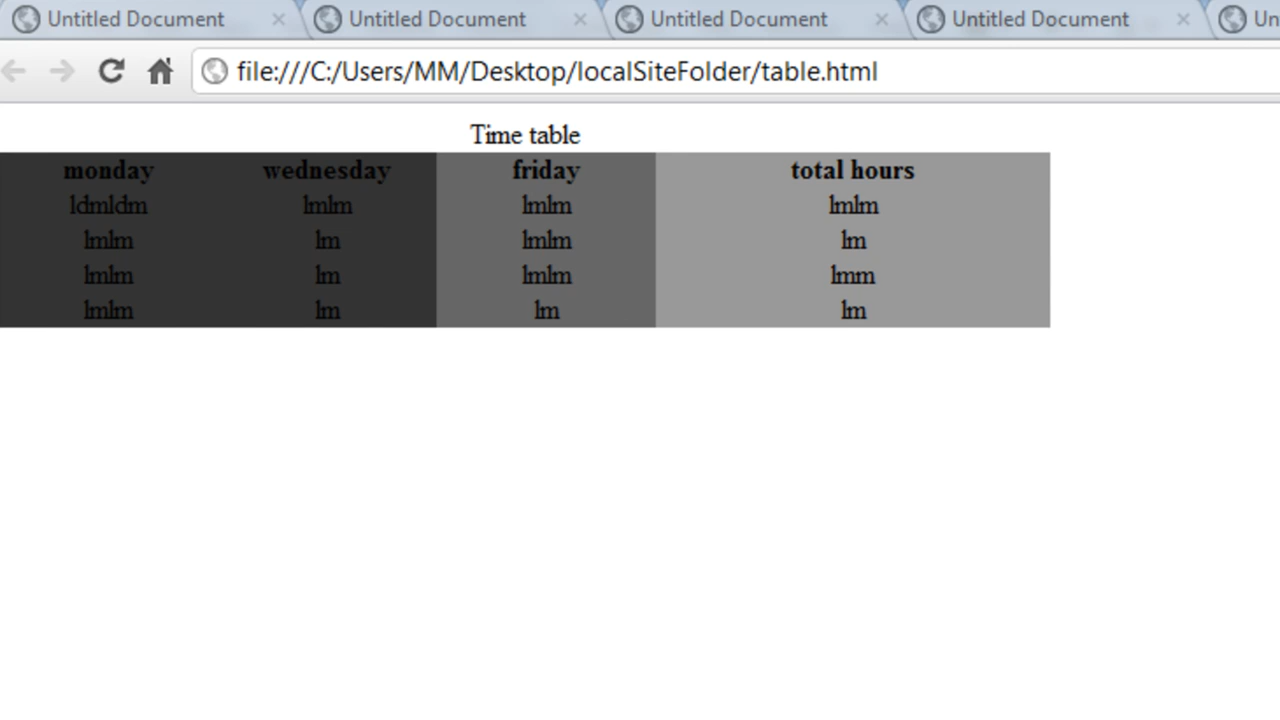 Untitled Document Untitled Document Untitled Document Untitled Document Un
file:///C:/Users/MM/Desktop/localSiteFolder/table.html
Time table
monday wednesday friday total hours
ldmldm lmlm lmlm lmlm
lmlm lm lmlm lm
lmlm lm lmlm lmm
lmlm lm lm lm